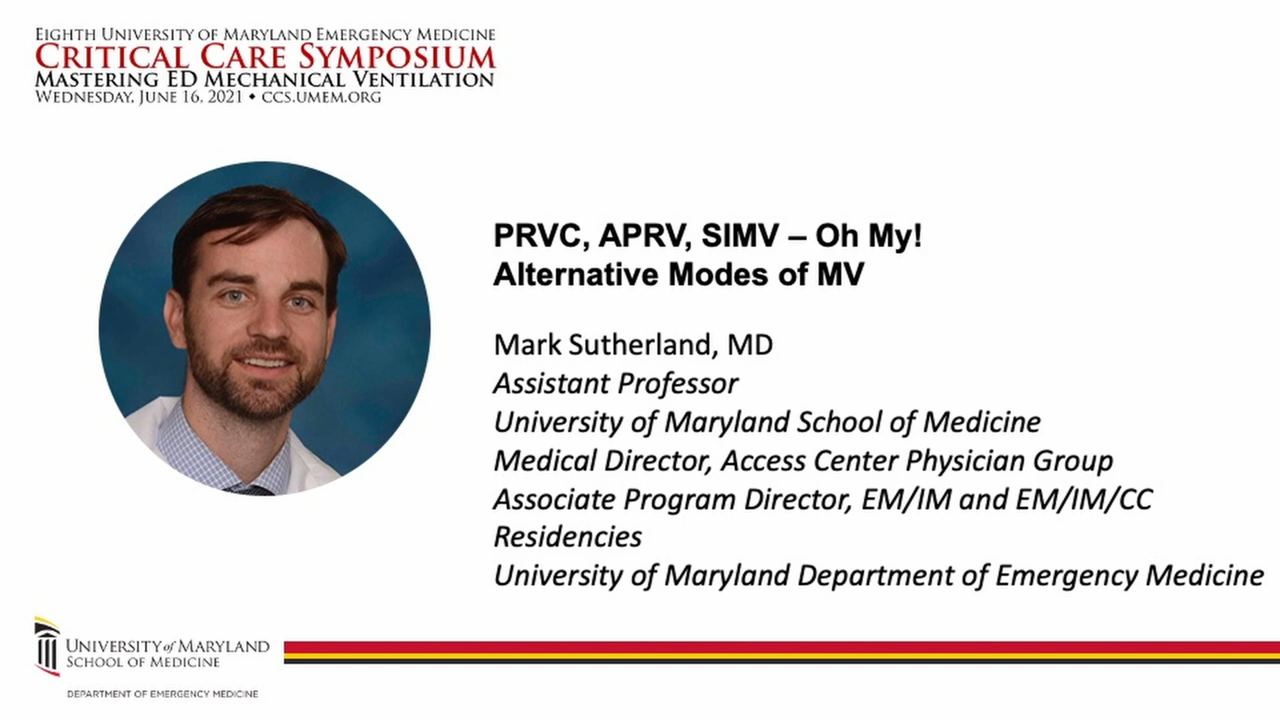 EIGHTH UNIVERSITY OF MARYLAND EMERGENCY MEDICINE
CRITICAL CARE SYMPOSIUM
MASTERING ED MECHANICAL VENTILATION
WEDNESDAY, JUNE 16, 2021 • CCS.UMEM.ORG
PRVC, APRV, SIMV – Oh My!
Alternative Modes of MV
Mark Sutherland, MD
Assistant Professor
University of Maryland School of Medicine
Medical Director, Access Center Physician Group
Associate Program Director, EM/IM and EM/IM/CC
Residencies
University of Maryland Department of Emergency Medicine
UNIVERSITY of MARYLAND
SCHOOL OF MEDICINE
DEPARTMENT OF EMERGENCY MEDICINE